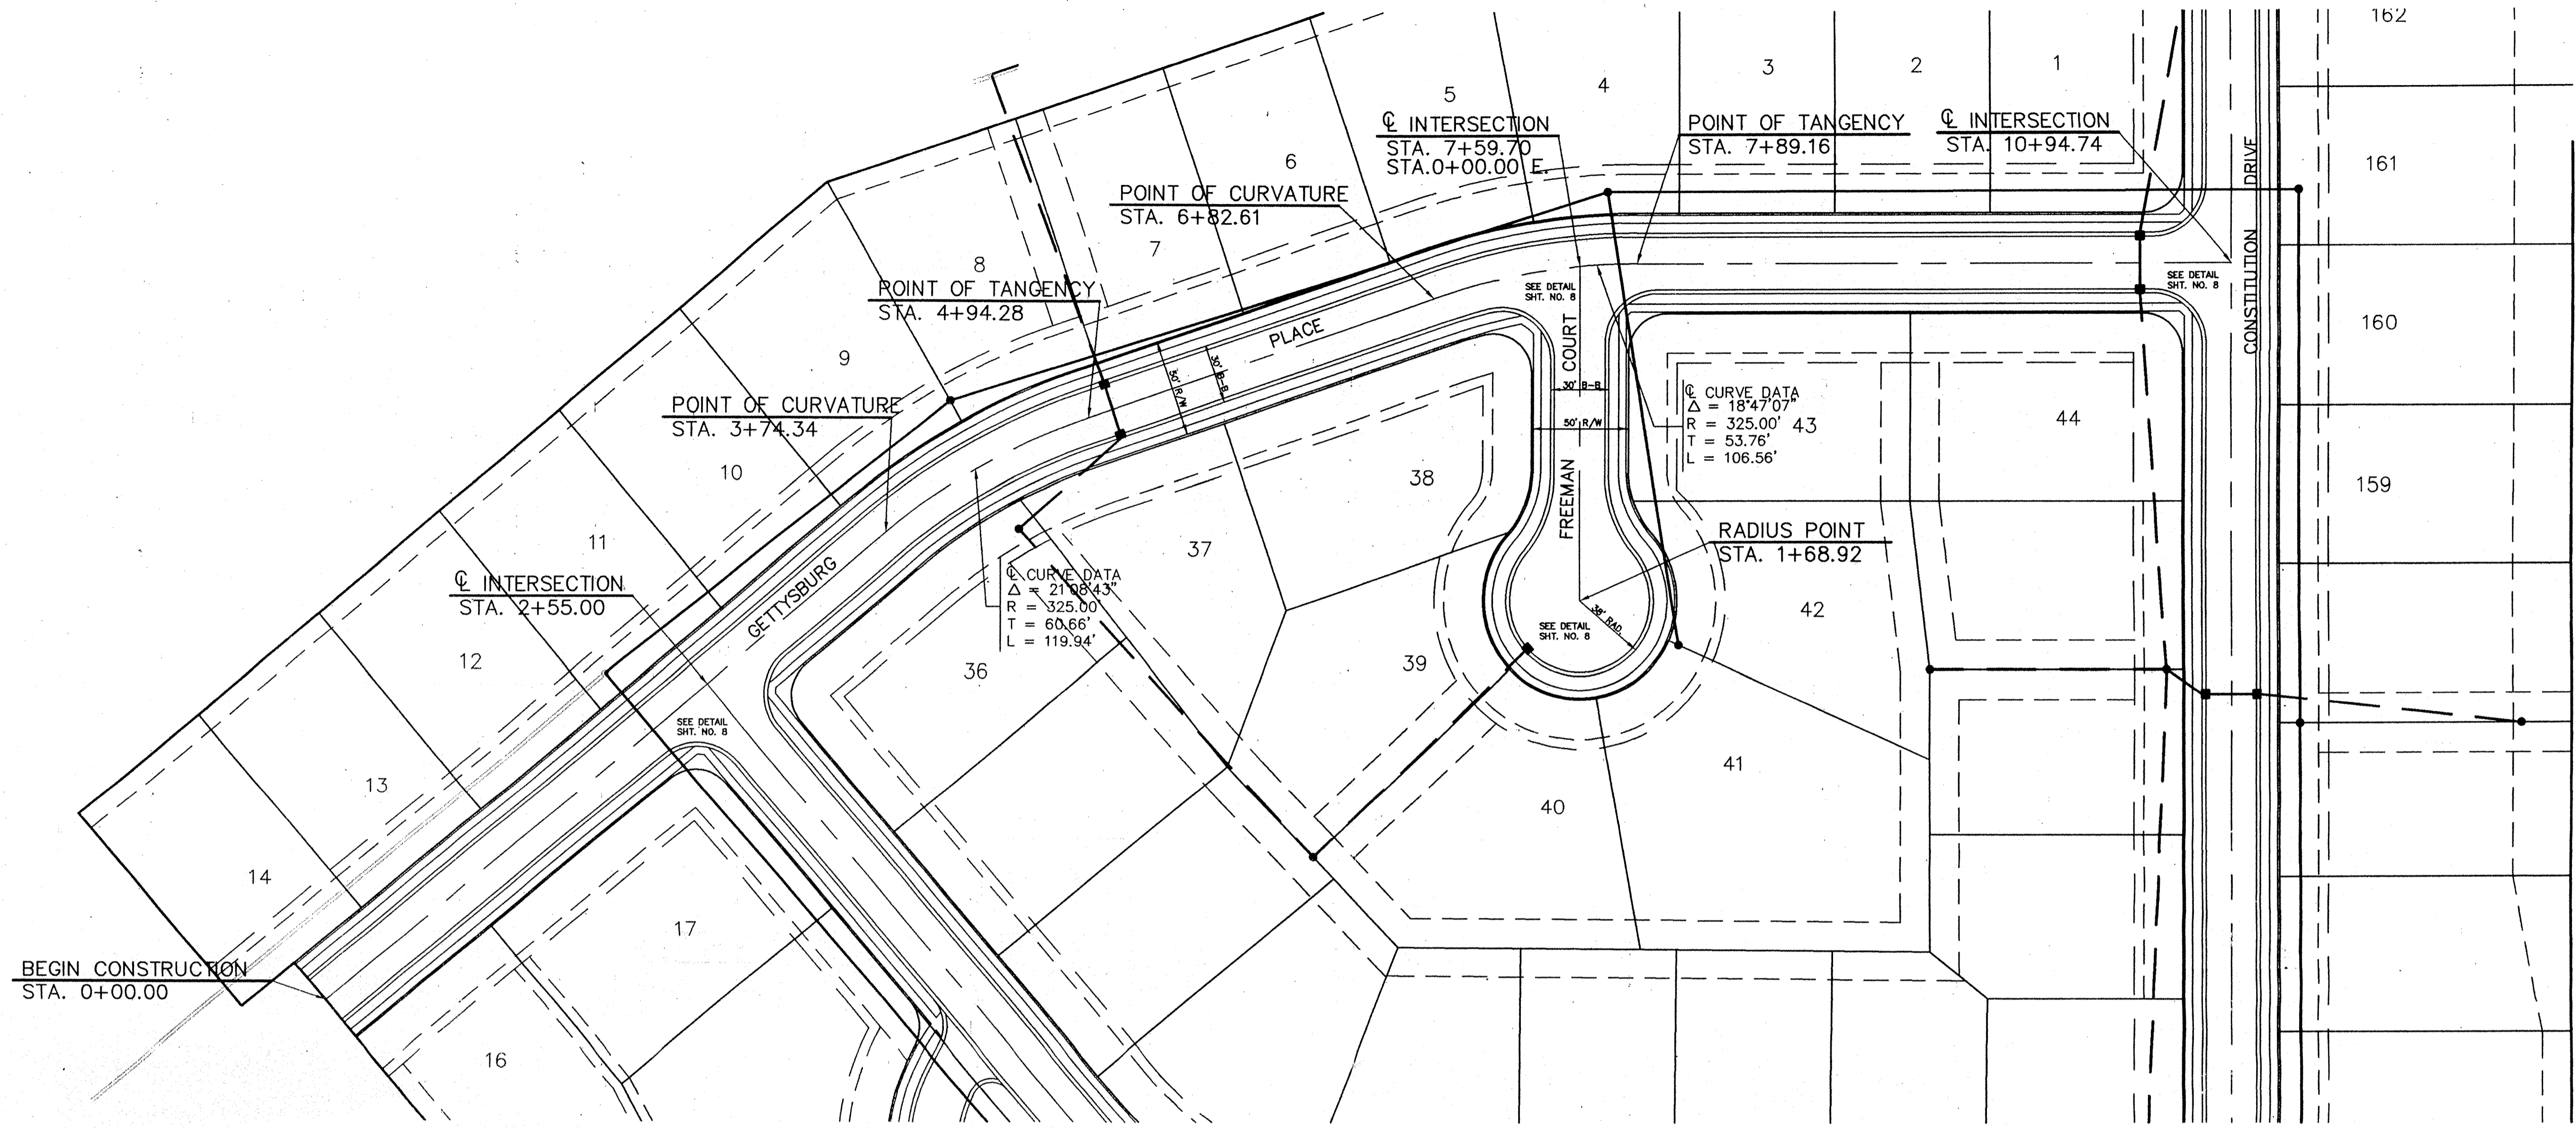 162
1
2
3
4
5
℄ INTERSECTION
STA. 7+59.70
STA.0+00.00 E.
POINT OF TANGENCY
STA. 7+89.16
℄ INTERSECTION
STA. 10+94.74
CONSTITUTION DRIVE
161
6
POINT OF CURVATURE
STA. 6+82.61
7
8
POINT OF TANGENCY
STA. 4+94.28
SEE DETAIL
SHT. NO. 8
SEE DETAIL
SHT. NO. 8
160
PLACE
50' R/W
30' B-B
9
POINT OF CURVATURE
STA. 3+74.34
FREEMAN COURT
30' B-B
50' R/W
℄ CURVE DATA
Δ = 18°47'07"
R = 325.00'
T = 53.76'
L = 106.56'
43
44
10
38
159
11
37
RADIUS POINT
STA. 1+68.92
℄ INTERSECTION
STA. 2+55.00
GETTYSBURG
℄ CURVE DATA
Δ = 21°08'43"
R = 325.00'
T = 60.66'
L = 119.94'
38' RAD.
SEE DETAIL
SHT. NO. 8
42
12
36
39
SEE DETAIL
SHT. NO. 8
13
41
40
14
17
BEGIN CONSTRUCTION
STA. 0+00.00
16